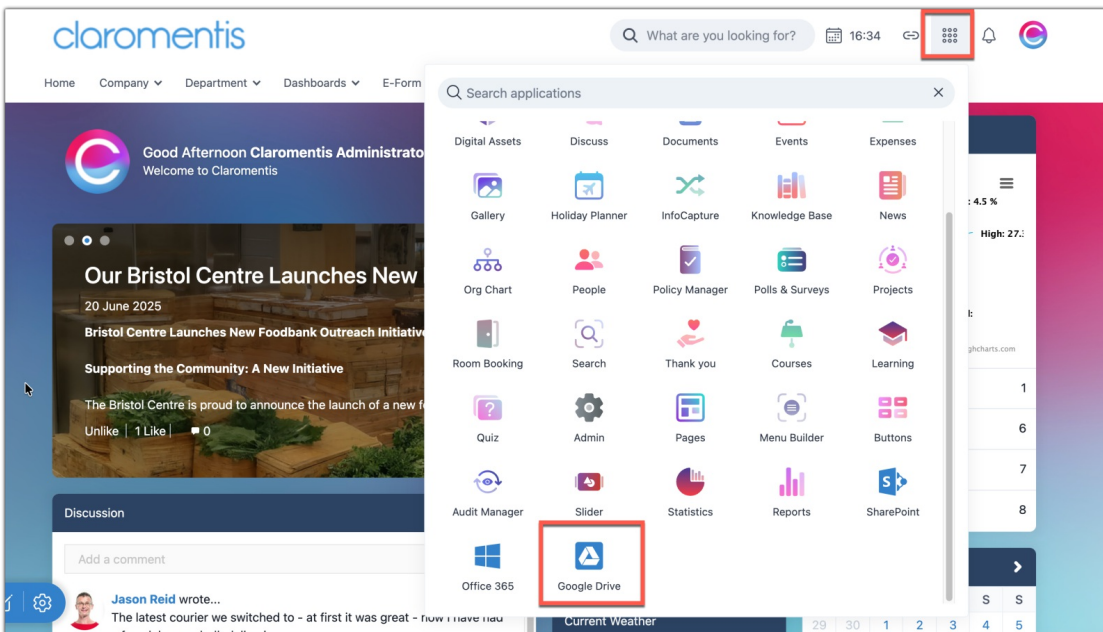 claromentis
What are you looking for?
16:34
Home Company Department Dashboards E-Form
Search applications
Digital Assets Discuss Documents Events Expenses
Good Afternoon Claromentis Administrato
Welcome to Claromentis
Gallery Holiday Planner InfoCapture Knowledge Base News
: 4.5 %
High: 27.:
Our Bristol Centre Launches New
20 June 2025
Bristol Centre Launches New Foodbank Outreach Initiative
Supporting the Community: A New Initiative
The Bristol Centre is proud to announce the launch of a new f
Unlike | 1 Like | 0
Org Chart People Policy Manager Polls & Surveys Projects
Room Booking Search Thank you Courses Learning
ghcharts.com
1
6
7
8
Quiz Admin Pages Menu Builder Buttons
Audit Manager Slider Statistics Reports SharePoint
Office 365 Google Drive
Discussion
Add a comment
Jason Reid wrote...
The latest courier we switched to - at first it was great - now I have had
Current Weather
S S
29 30 1 2 3 4 5